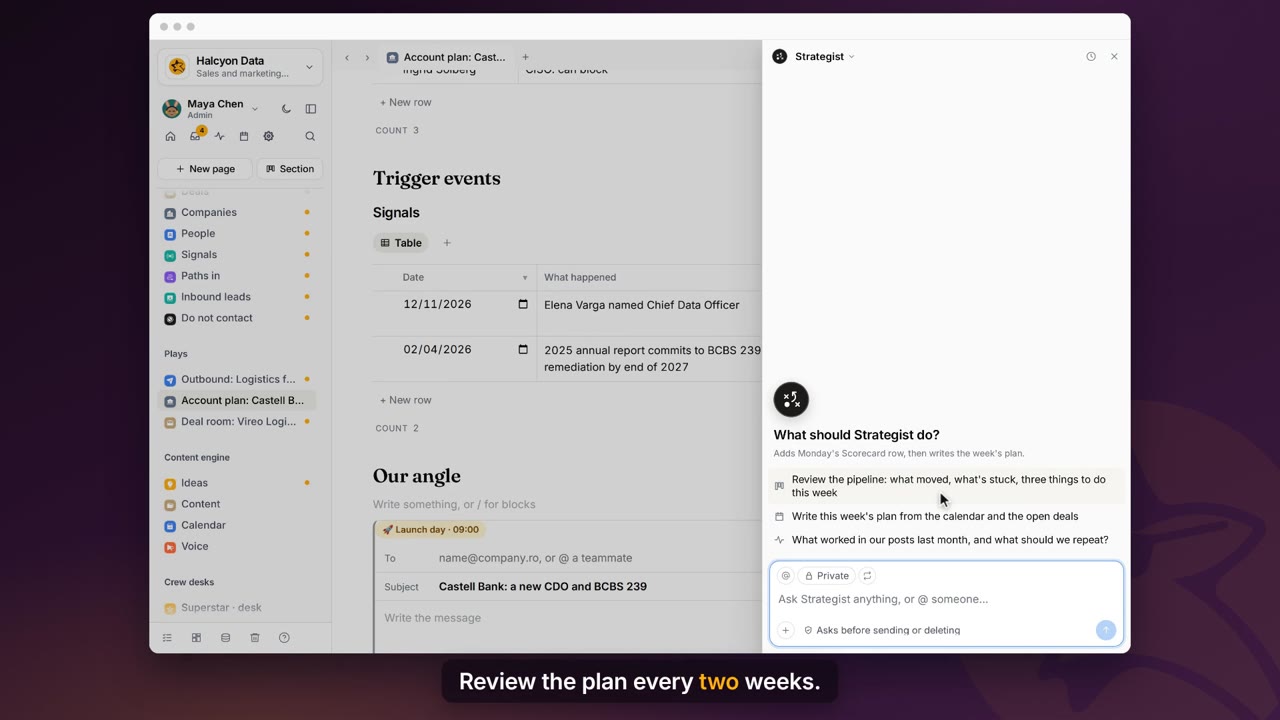 Halcyon Data
Sales and marketing...
Maya Chen
Admin
4
+ New page
Section
Deals
Companies
People
Signals
Paths in
Inbound leads
Do not contact
Plays
Outbound: Logistics f...
Account plan: Castell B...
Deal room: Vireo Logi...
Content engine
Ideas
Content
Calendar
Voice
Crew desks
Superstar · desk
Account plan: Cast...
Ingrid Solberg
CISO: can block
+ New row
COUNT 3
Trigger events
Signals
Table
Date
What happened
12/11/2026
Elena Varga named Chief Data Officer
02/04/2026
2025 annual report commits to BCBS 239
remediation by end of 2027
+ New row
COUNT 2
Our angle
Write something, or / for blocks
🚀 Launch day · 09:00
To
name@company.ro, or @ a teammate
Subject
Castell Bank: a new CDO and BCBS 239
Write the message
Strategist
What should Strategist do?
Adds Monday's Scorecard row, then writes the week's plan.
Review the pipeline: what moved, what's stuck, three things to do
this week
Write this week's plan from the calendar and the open deals
What worked in our posts last month, and what should we repeat?
Private
Ask Strategist anything, or @ someone...
Asks before sending or deleting
Review the plan every two weeks.